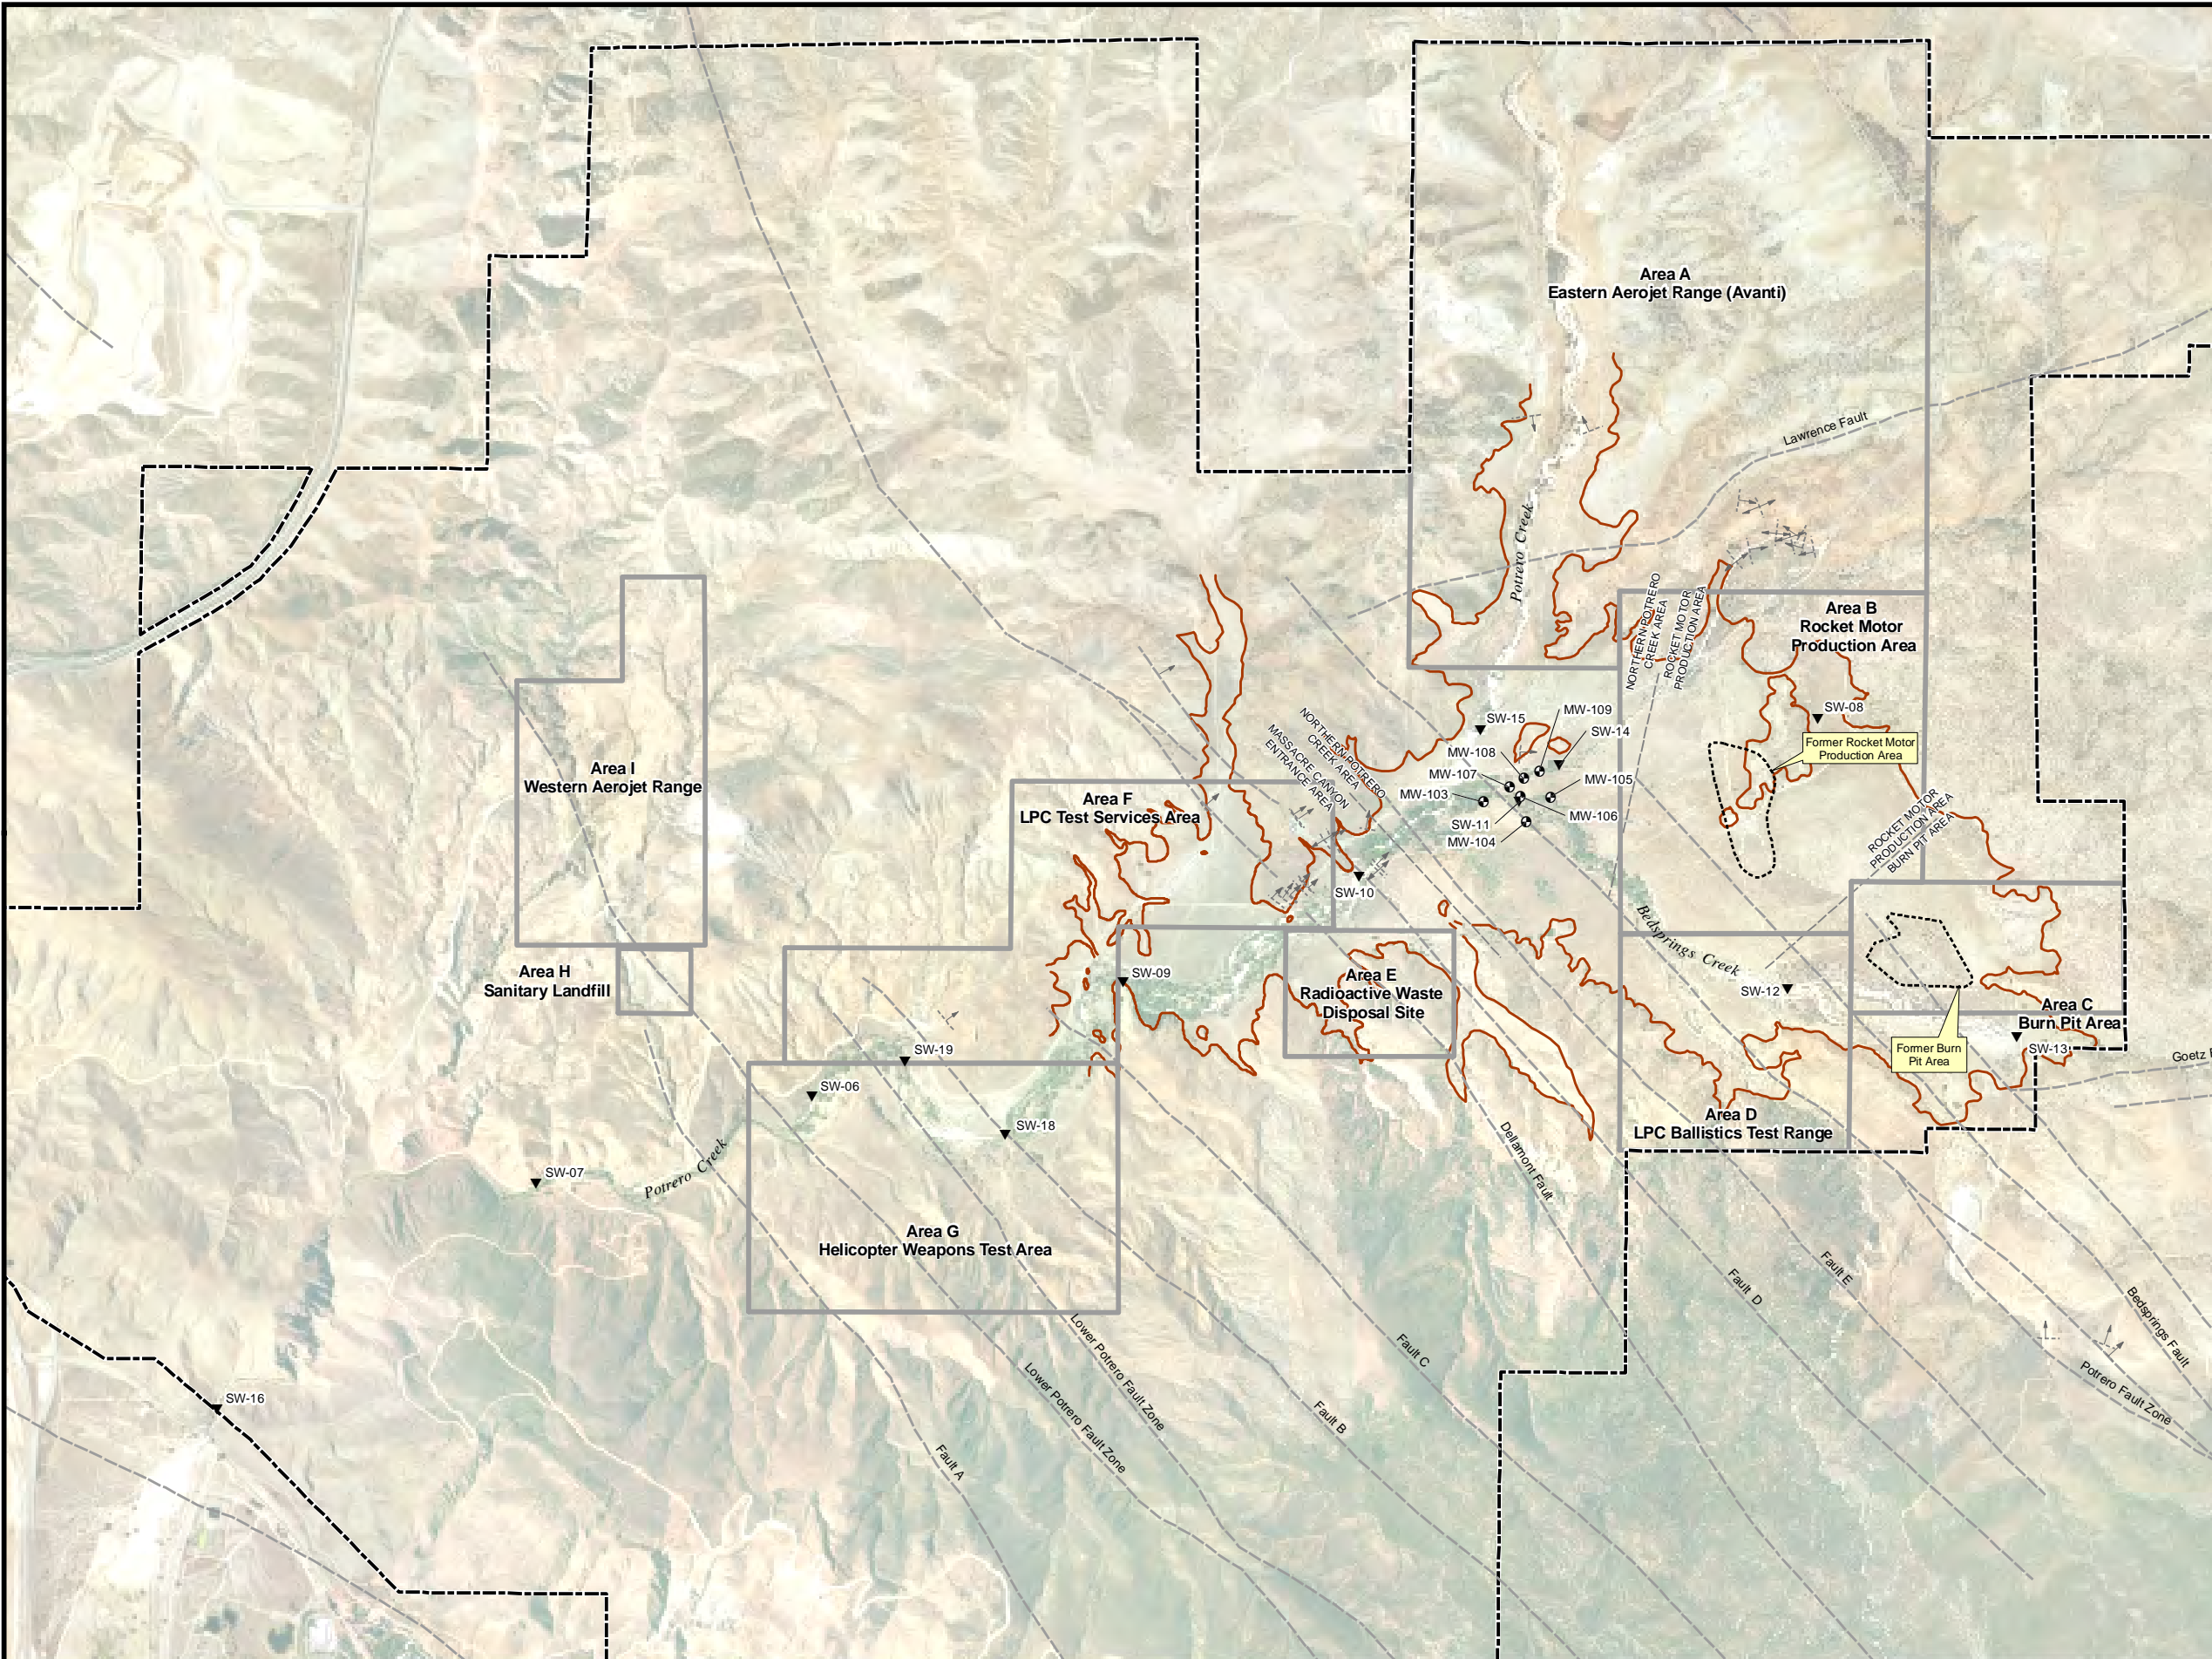 Area A
Eastern Aerojet Range (Avanti)
Lawrence Fault
Potrero Creek
NORTHERN POTRERO
CREEK AREA
ROCKET MOTOR
PRODUCTION AREA
Area B
Rocket Motor
Production Area
SW-08
Former Rocket Motor
Production Area
MW-109
SW-15
SW-14
MW-108
MW-107
MW-105
MW-103
MW-106
SW-11
MW-104
NORTHERN POTRERO
CREEK AREA
MASSACRE CANYON
ENTRANCE AREA
Area I
Western Aerojet Range
Area F
LPC Test Services Area
SW-10
ROCKET MOTOR
PRODUCTION AREA
BURN PIT AREA
Bedsprings Creek
Area H
Sanitary Landfill
SW-09
Area E
Radioactive Waste
Disposal Site
SW-12
Area C
Burn Pit Area
SW-13
Former Burn
Pit Area
Goetz
SW-19
SW-06
SW-18
Area D
LPC Ballistics Test Range
Dellamont Fault
SW-07
Potrero Creek
Area G
Helicopter Weapons Test Area
Fault E
Fault D
Bedsprings Fault
Fault C
Lower Potrero Fault Zone
Lower Potrero Fault Zone
Potrero Fault Zone
SW-16
Fault B
Fault A